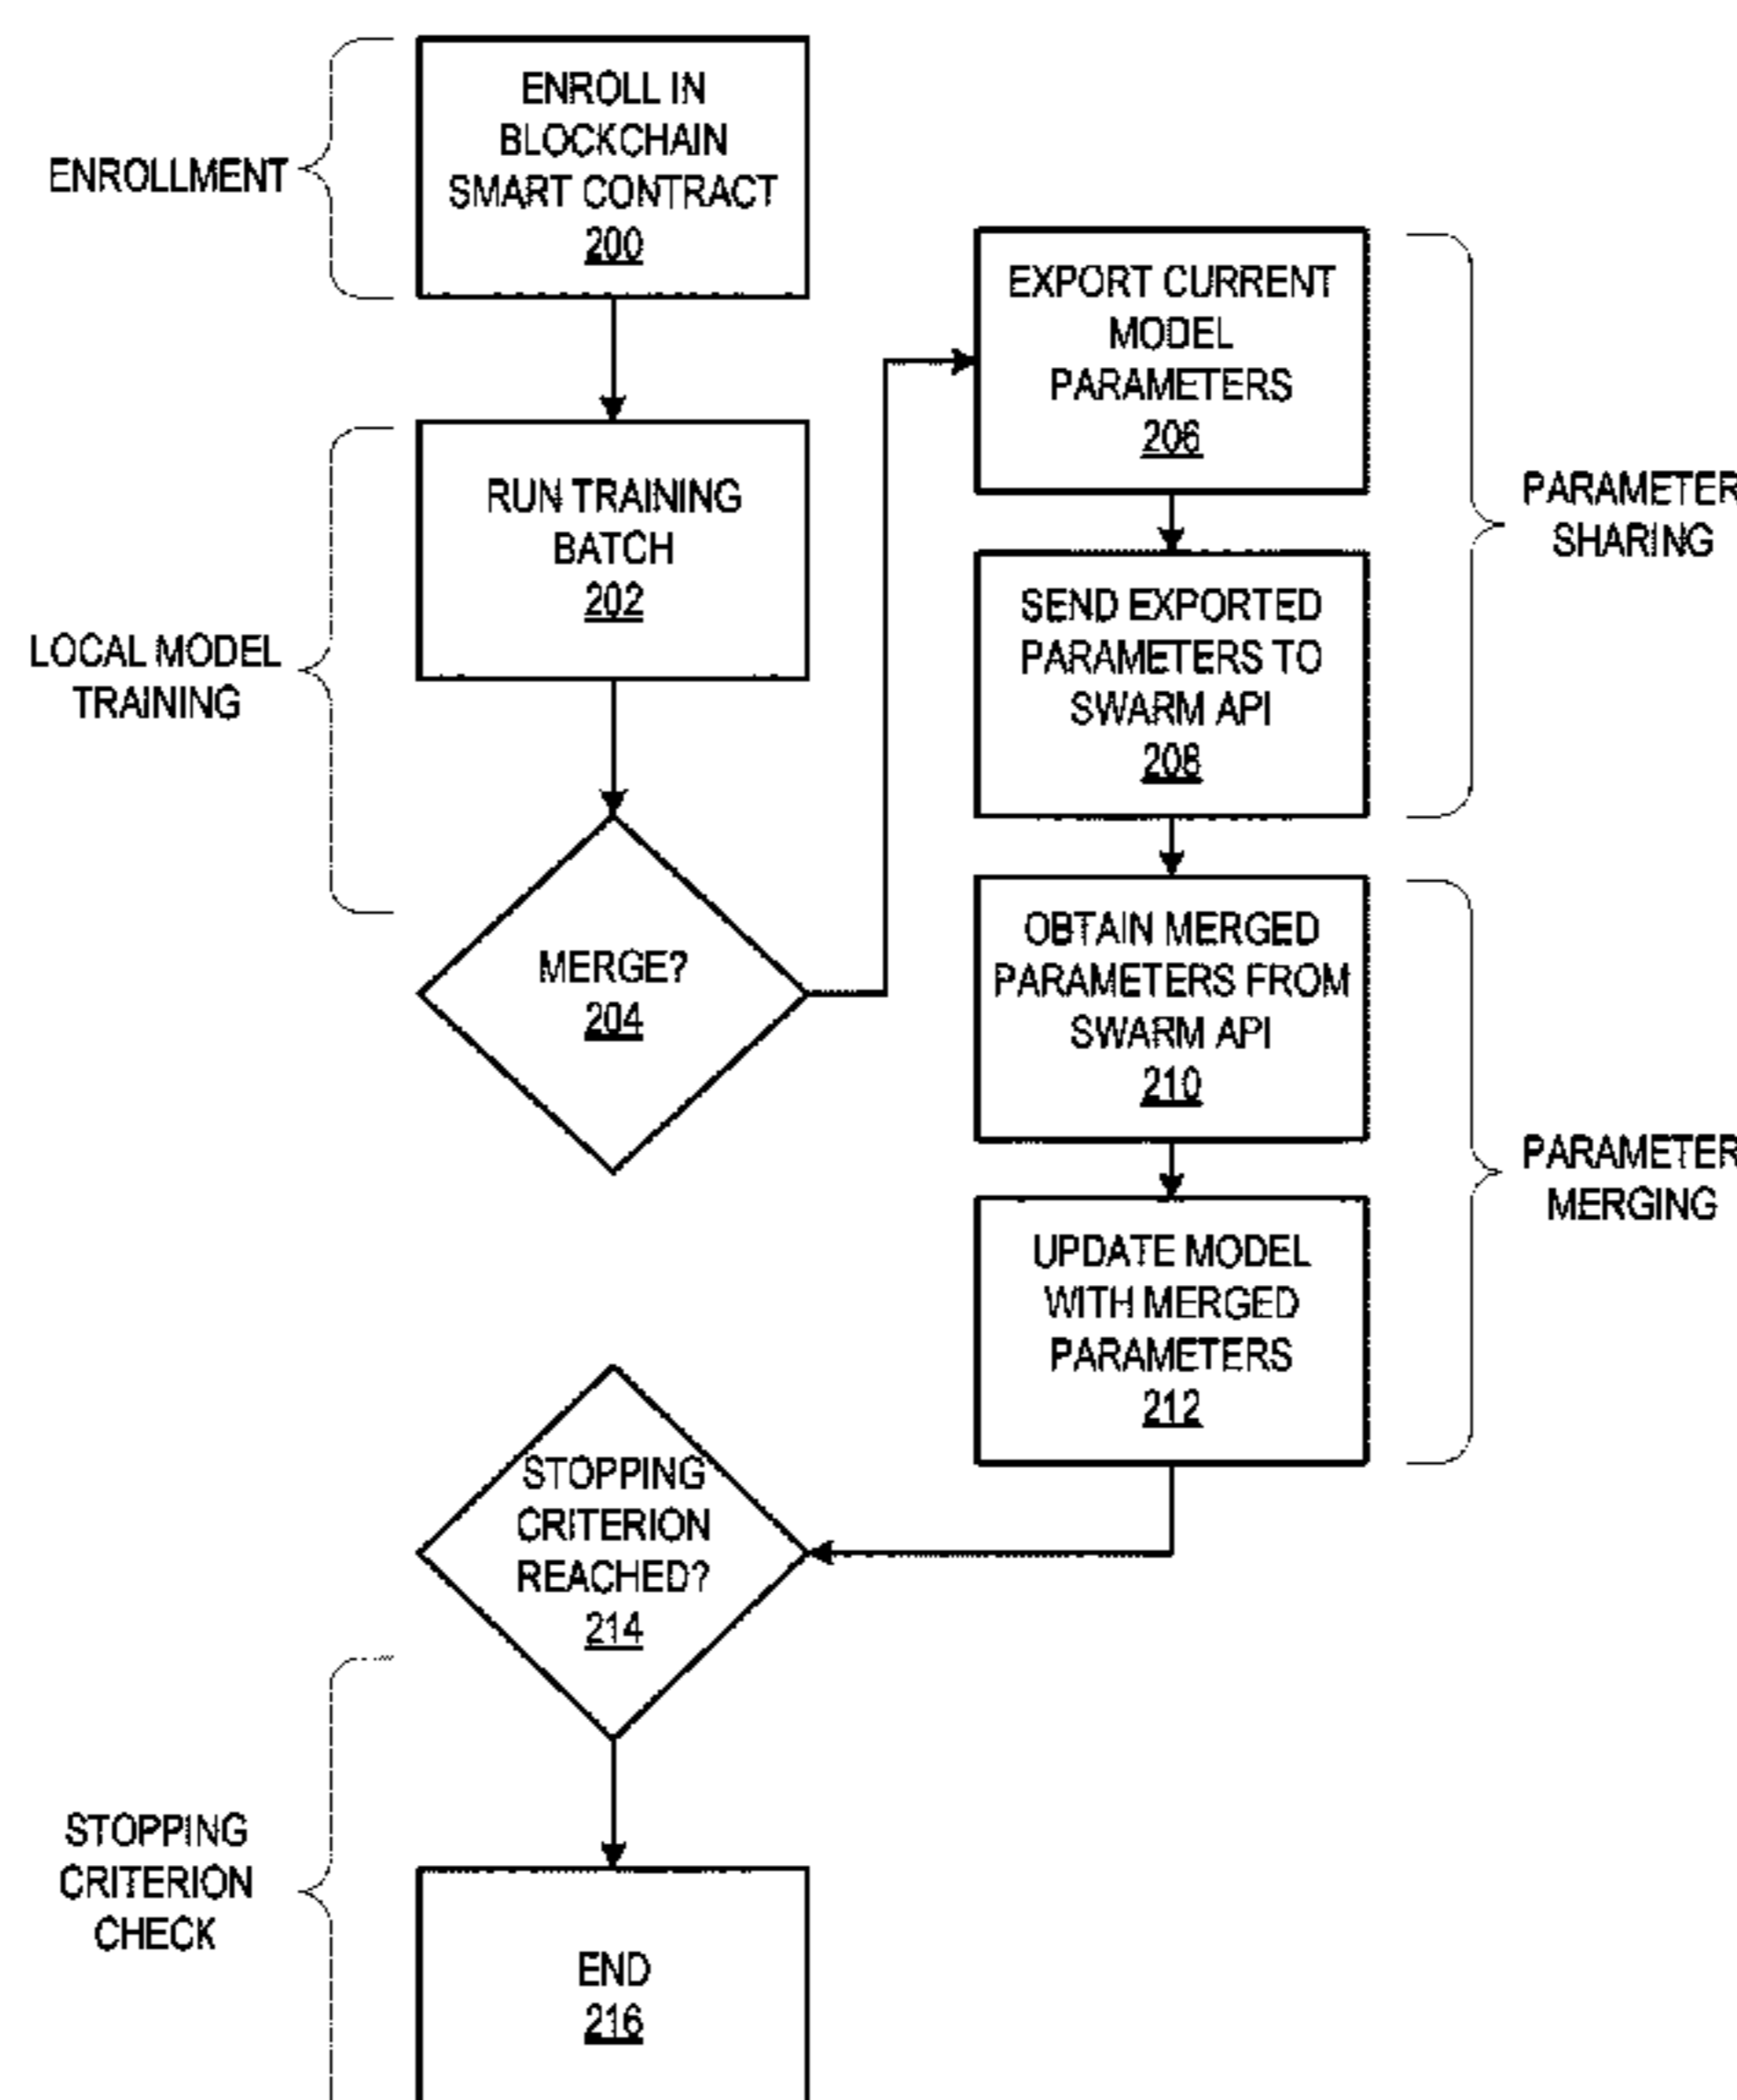 ENROLLMENT
ENROLL IN
BLOCKCHAIN
SMART CONTRACT
200
LOCAL MODEL
TRAINING
RUN TRAINING
BATCH
202
MERGE?
204
EXPORT CURRENT
MODEL
PARAMETERS
206
SEND EXPORTED
PARAMETERS TO
SWARM API
208
PARAMETER
SHARING
OBTAIN MERGED
PARAMETERS FROM
SWARM API
210
UPDATE MODEL
WITH MERGED
PARAMETERS
212
PARAMETER
MERGING
STOPPING
CRITERION
REACHED?
214
STOPPING
CRITERION
CHECK
END
216